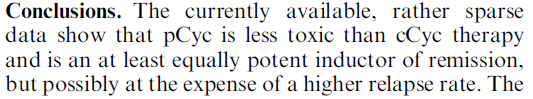 Conclusions. The currently available, rather sparse
data show that pCyc is less toxic than cCyc therapy
and is an at least equally potent inductor of remission,
but possibly at the expense of a higher relapse rate. The